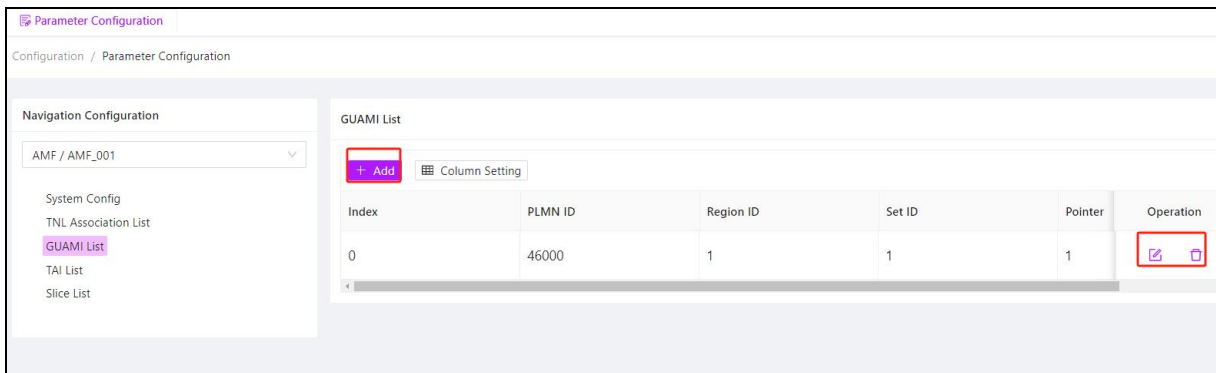 Parameter Configuration
Configuration / Parameter Configuration
Navigation Configuration
AMF / AMF_001
System Config
TNL Association List
GUAMI List
TAI List
Slice List
GUAMI List
+ Add Column Setting
Index PLMN ID Region ID Set ID Pointer Operation
0 46000 1 1 1